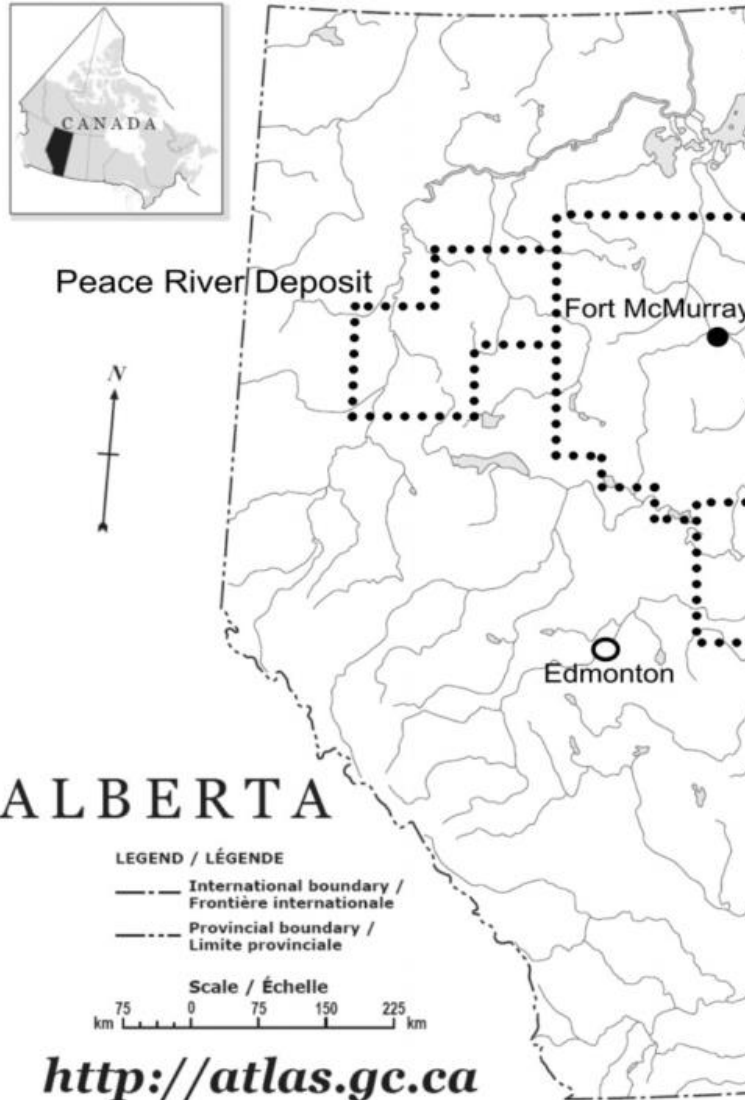 CANADA
Peace River Deposit
Fort McMurray
N
Edmonton
ALBERTA
LEGEND / LÉGENDE
International boundary /
Frontière internationale
Provincial boundary /
Limite provinciale
Scale / Échelle
75 0 75 150 225
km km
http://atlas.gc.ca